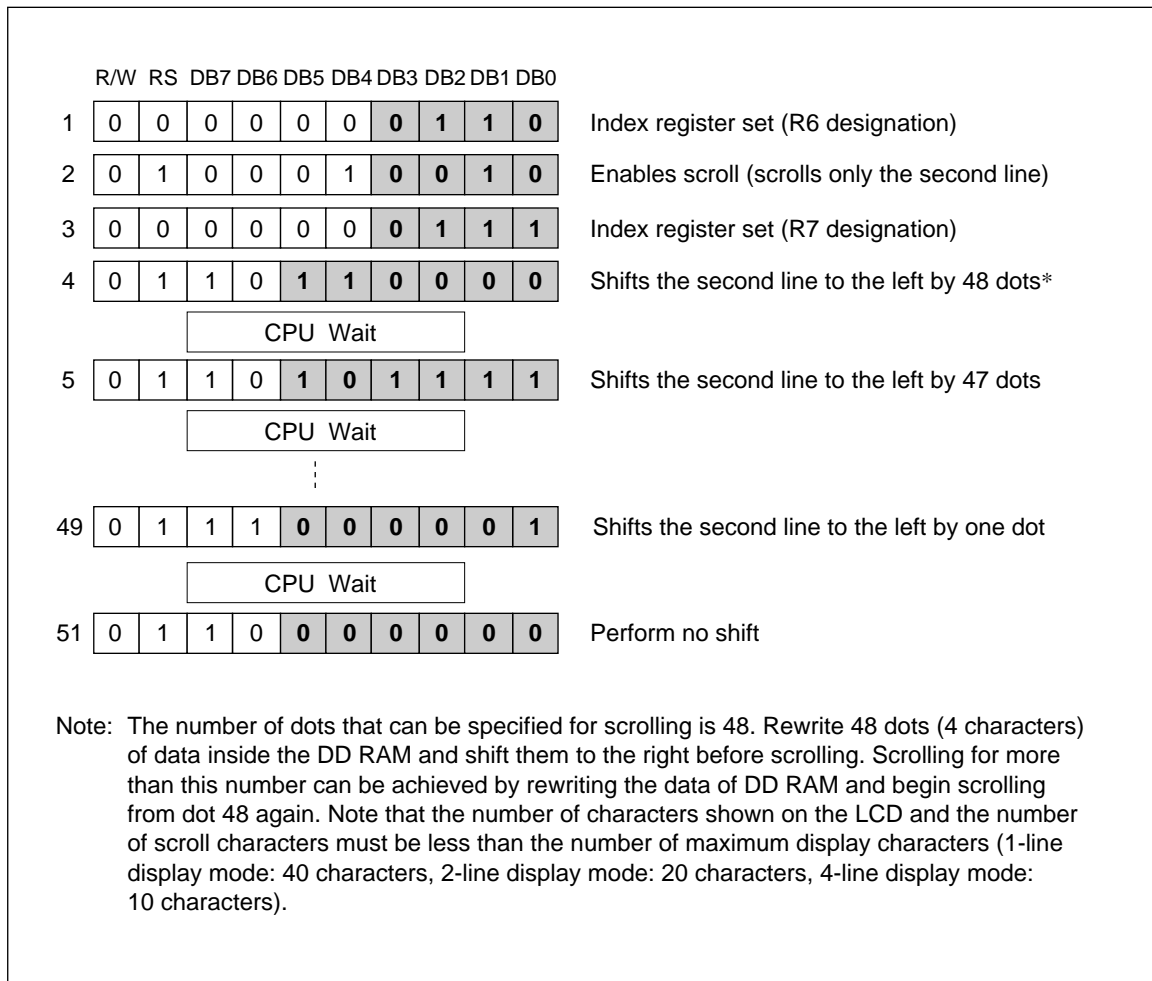 R/W RS DB7 DB6 DB5 DB4 DB3 DB2 DB1 DB0
1 0 0 0 0 0 0 0 1 1 0 Index register set (R6 designation)
2 0 1 0 0 0 1 0 0 1 0 Enables scroll (scrolls only the second line)
3 0 0 0 0 0 0 0 1 1 1 Index register set (R7 designation)
4 0 1 1 0 1 1 0 0 0 0 Shifts the second line to the left by 48 dots*
CPU Wait
5 0 1 1 0 1 0 1 1 1 1 Shifts the second line to the left by 47 dots
CPU Wait
49 0 1 1 1 0 0 0 0 0 1 Shifts the second line to the left by one dot
CPU Wait
51 0 1 1 0 0 0 0 0 0 0 Perform no shift
Note: The number of dots that can be specified for scrolling is 48. Rewrite 48 dots (4 characters)
of data inside the DD RAM and shift them to the right before scrolling. Scrolling for more
than this number can be achieved by rewriting the data of DD RAM and begin scrolling
from dot 48 again. Note that the number of characters shown on the LCD and the number
of scroll characters must be less than the number of maximum display characters (1-line
display mode: 40 characters, 2-line display mode: 20 characters, 4-line display mode:
10 characters).